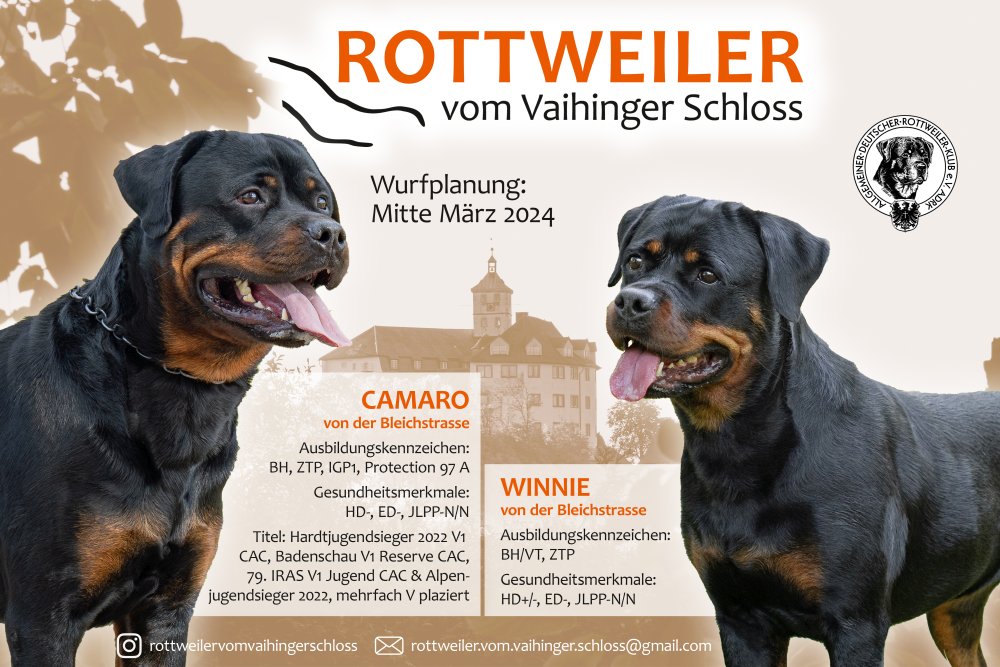 ROTTWEILER
vom Vaihinger Schloss
ALLGEMEINER-DEUTSCHER-ROTTWEILER-KLUB e.V. ADRK
Wurfplanung:
Mitte März 2024
CAMARO
von der Bleichstrasse
Ausbildungskennzeichen:
BH, ZTP, IGP1, Protection 97 A
Gesundheitsmerkmale:
HD-, ED-, JLPP-N/N
Titel: Hardtjugendsieger 2022 V1
CAC, Badenschau V1 Reserve CAC,
79. IRAS V1 Jugend CAC & Alpen-
jugendsieger 2022, mehrfach V plaziert
WINNIE
von der Bleichstrasse
Ausbildungskennzeichen:
BH/VT, ZTP
Gesundheitsmerkmale:
HD+/-, ED-, JLPP-N/N
rottweilervomvaihingerschloss
rottweiler.vom.vaihinger.schloss@gmail.com